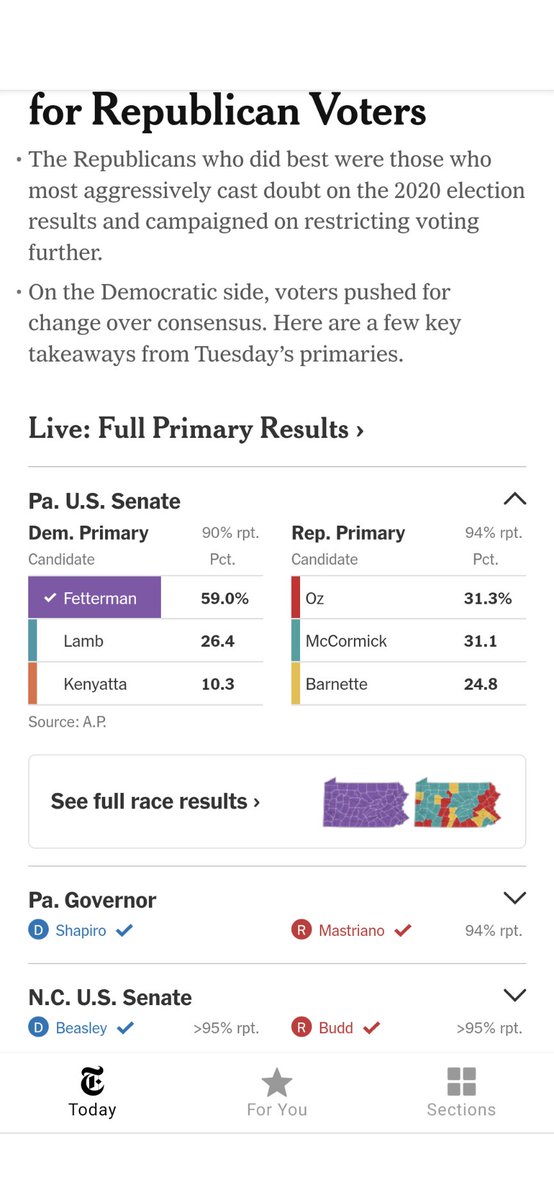 for Republican Voters
• The Republicans who did best were those who
most aggressively cast doubt on the 2020 election
results and campaigned on restricting voting
further.
• On the Democratic side, voters pushed for
change over consensus. Here are a few key
takeaways from Tuesday’s primaries.
Live: Full Primary Results ›
Pa. U.S. Senate
Dem. Primary 90% rpt.
Candidate Pct.
✓ Fetterman 59.0%
Lamb 26.4
Kenyatta 10.3
Source: A.P.
Rep. Primary 94% rpt.
Candidate Pct.
Oz 31.3%
McCormick 31.1
Barnette 24.8
See full race results ›
Pa. Governor
D Shapiro ✓ R Mastriano ✓ 94% rpt.
N.C. U.S. Senate
D Beasley ✓ >95% rpt. R Budd ✓ >95% rpt.
T
Today For You Sections